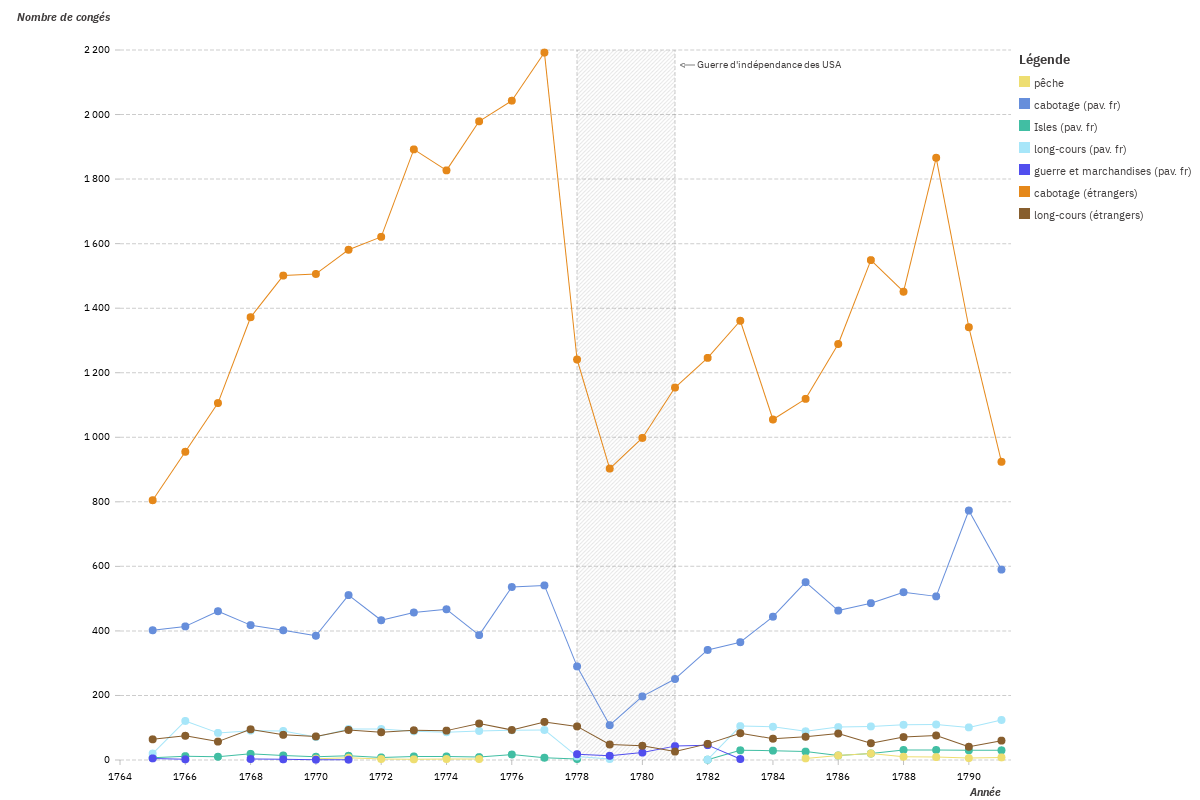 Nombre de congés
2 200
Guerre d'indépendance des USA
2 000
1 800
1 600
1 400
1 200
1 000
800
600
400
200
0
1764
1766
1768
1770
1772
1774
1776
1778
1780
1782
1784
1786
1788
1790
Année
Légende
pêche
cabotage (pav. fr)
Isles (pav. fr)
long-cours (pav. fr)
guerre et marchandises (pav. fr)
cabotage (étrangers)
long-cours (étrangers)